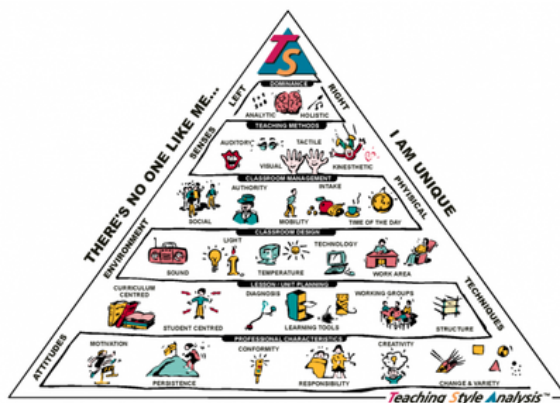 TS
THERE'S NO ONE LIKE ME...
I AM UNIQUE
LEFT
RIGHT
DOMINANCE
ANALYTIC
HOLISTIC
SENSES
TEACHING METHODS
AUDITORY
TACTILE
VISUAL
KINESTHETIC
PHYSICAL
CLASSROOM MANAGEMENT
AUTHORITY
INTAKE
SOCIAL
MOBILITY
TIME OF THE DAY
ENVIRONMENT
CLASSROOM DESIGN
LIGHT
TECHNOLOGY
SOUND
TEMPERATURE
WORK AREA
TECHNIQUES
LESSON / UNIT PLANNING
CURRICULUM
CENTRED
DIAGNOSIS
WORKING GROUPS
STUDENT CENTRED
LEARNING TOOLS
STRUCTURE
ATTITUDES
PROFESSIONAL CHARACTERISTICS
MOTIVATION
CONFORMITY
CREATIVITY
PERSISTENCE
RESPONSIBILITY
CHANGE & VARIETY
Teaching Style Analysis™